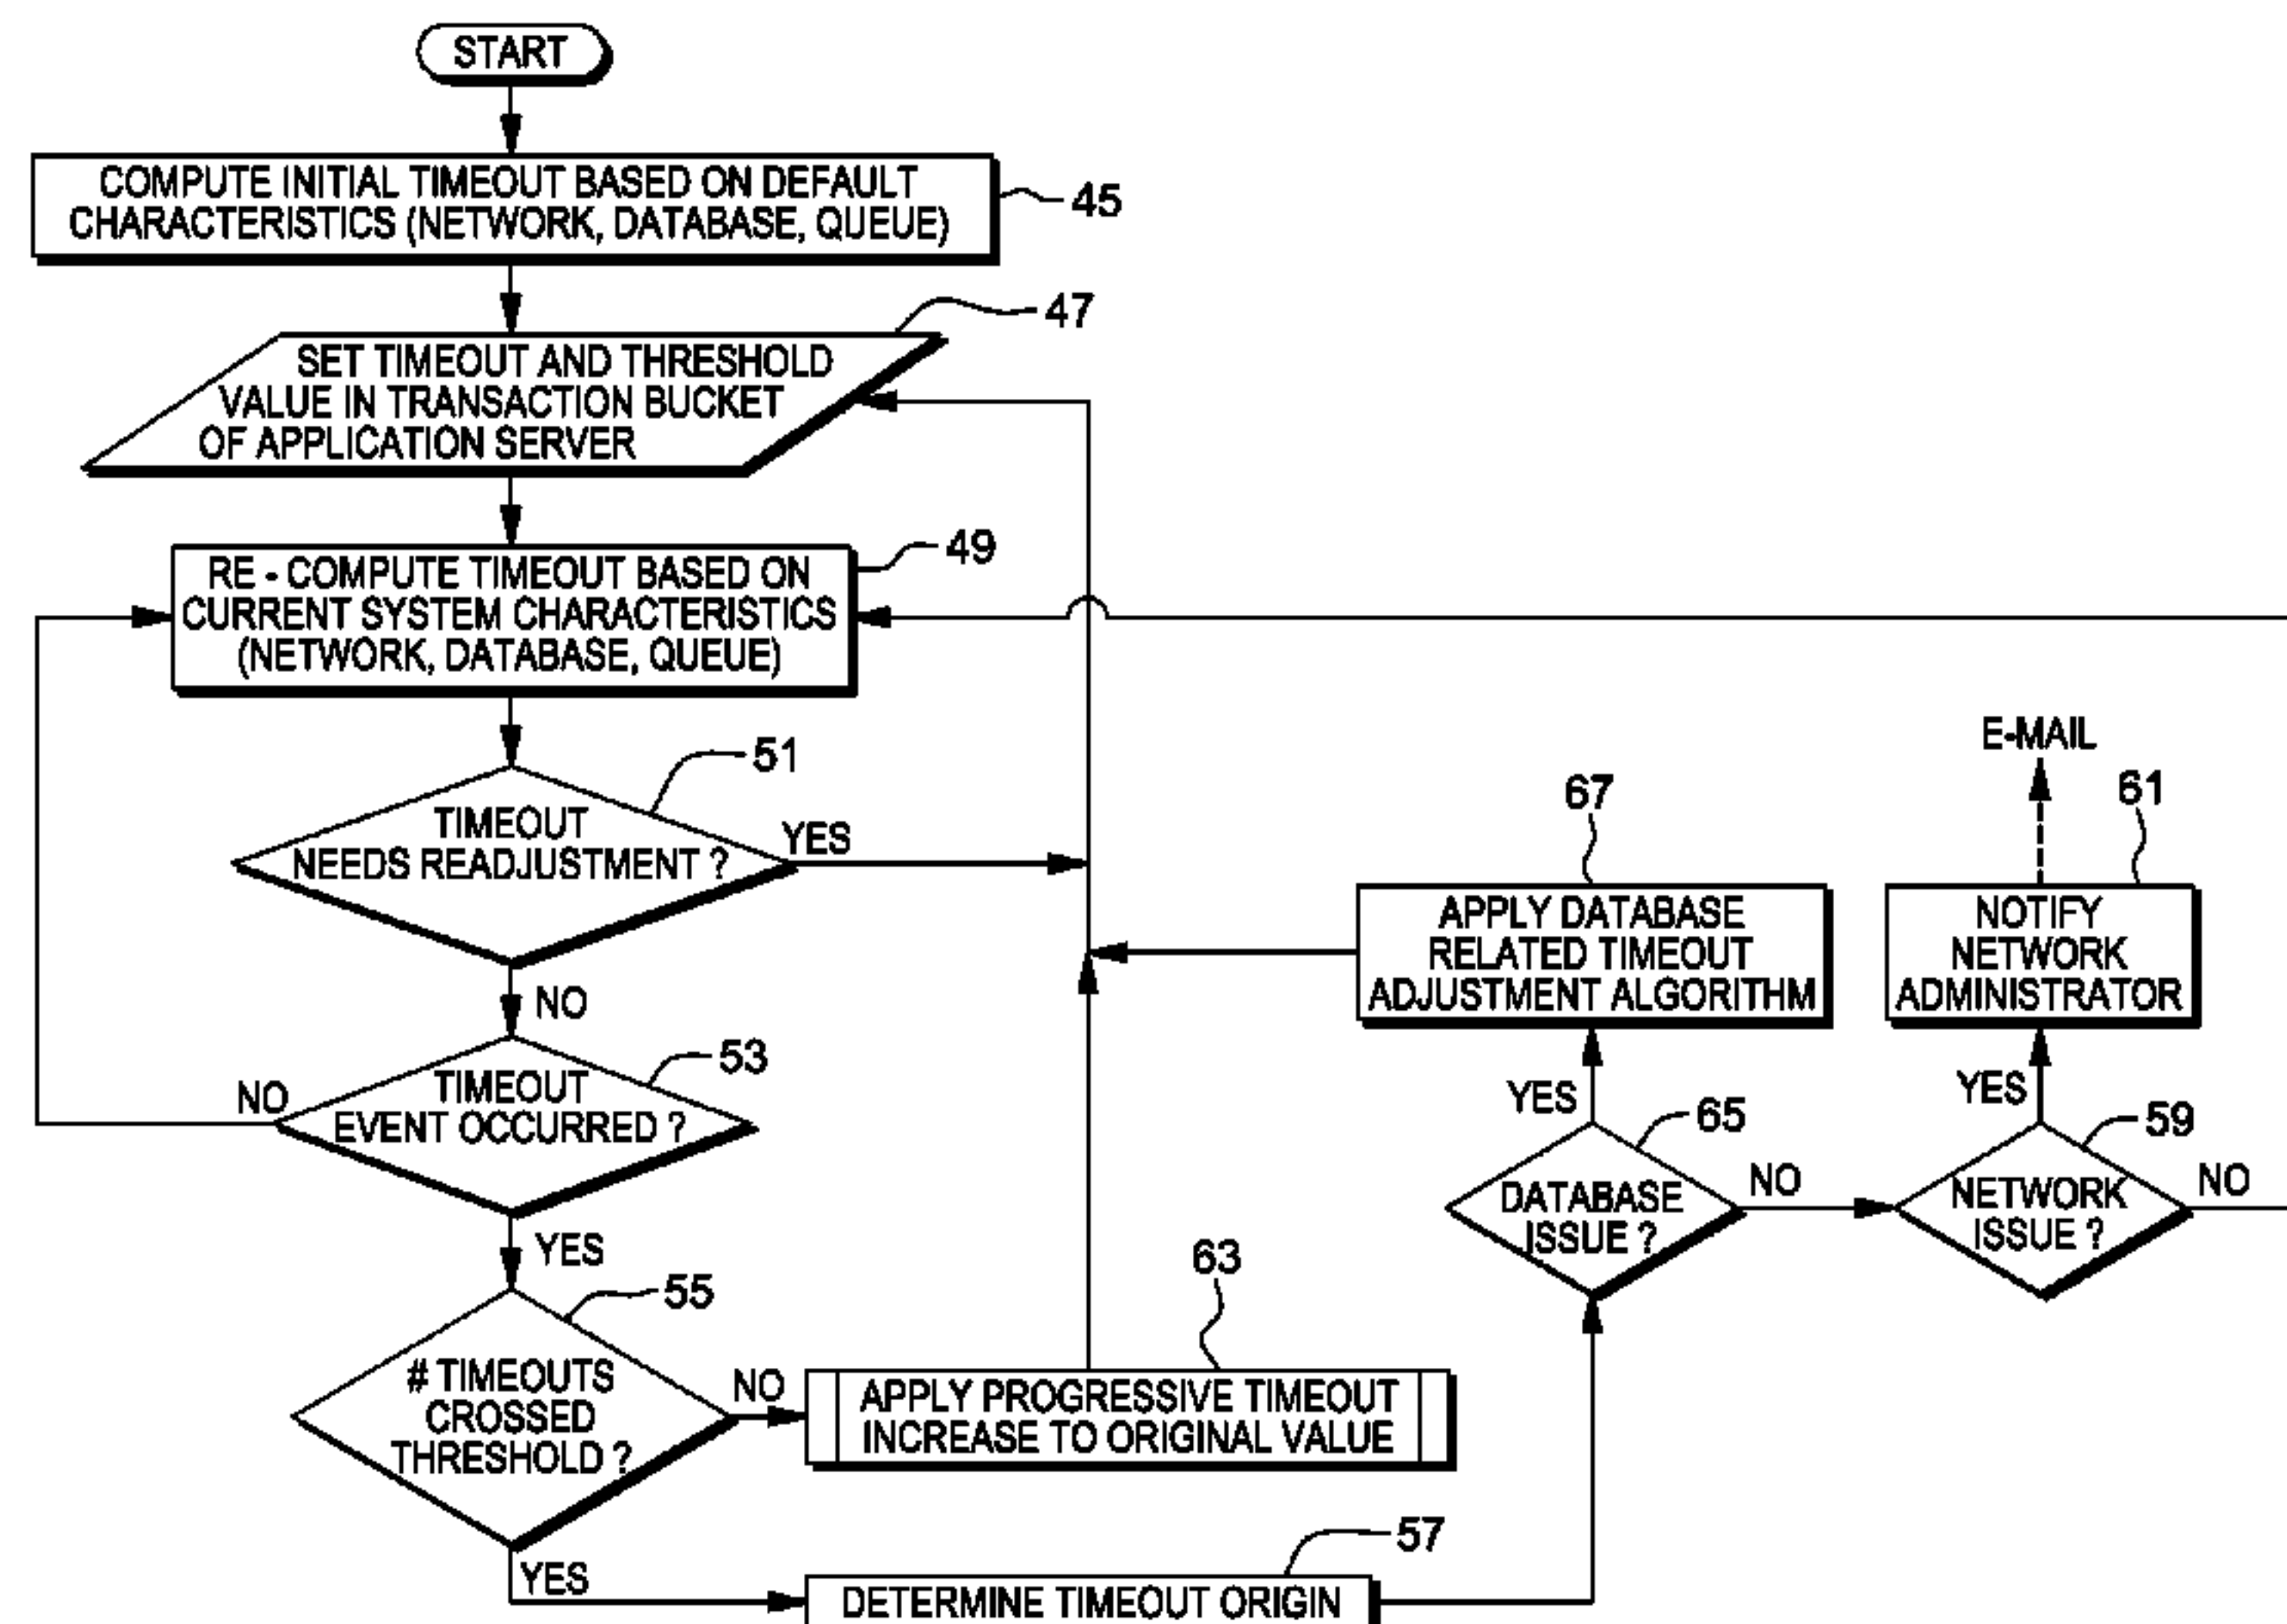 START
COMPUTE INITIAL TIMEOUT BASED ON DEFAULT
CHARACTERISTICS (NETWORK, DATABASE, QUEUE)
45
47
SET TIMEOUT AND THRESHOLD
VALUE IN TRANSACTION BUCKET
OF APPLICATION SERVER
49
RE - COMPUTE TIMEOUT BASED ON
CURRENT SYSTEM CHARACTERISTICS
(NETWORK, DATABASE, QUEUE)
51
TIMEOUT
NEEDS READJUSTMENT ?
YES
NO
53
TIMEOUT
EVENT OCCURRED ?
NO
YES
55
# TIMEOUTS
CROSSED
THRESHOLD ?
NO
YES
63
APPLY PROGRESSIVE TIMEOUT
INCREASE TO ORIGINAL VALUE
57
DETERMINE TIMEOUT ORIGIN
65
DATABASE
ISSUE ?
YES
NO
67
APPLY DATABASE
RELATED TIMEOUT
ADJUSTMENT ALGORITHM
59
NETWORK
ISSUE ?
YES
NO
61
NOTIFY
NETWORK
ADMINISTRATOR
E-MAIL